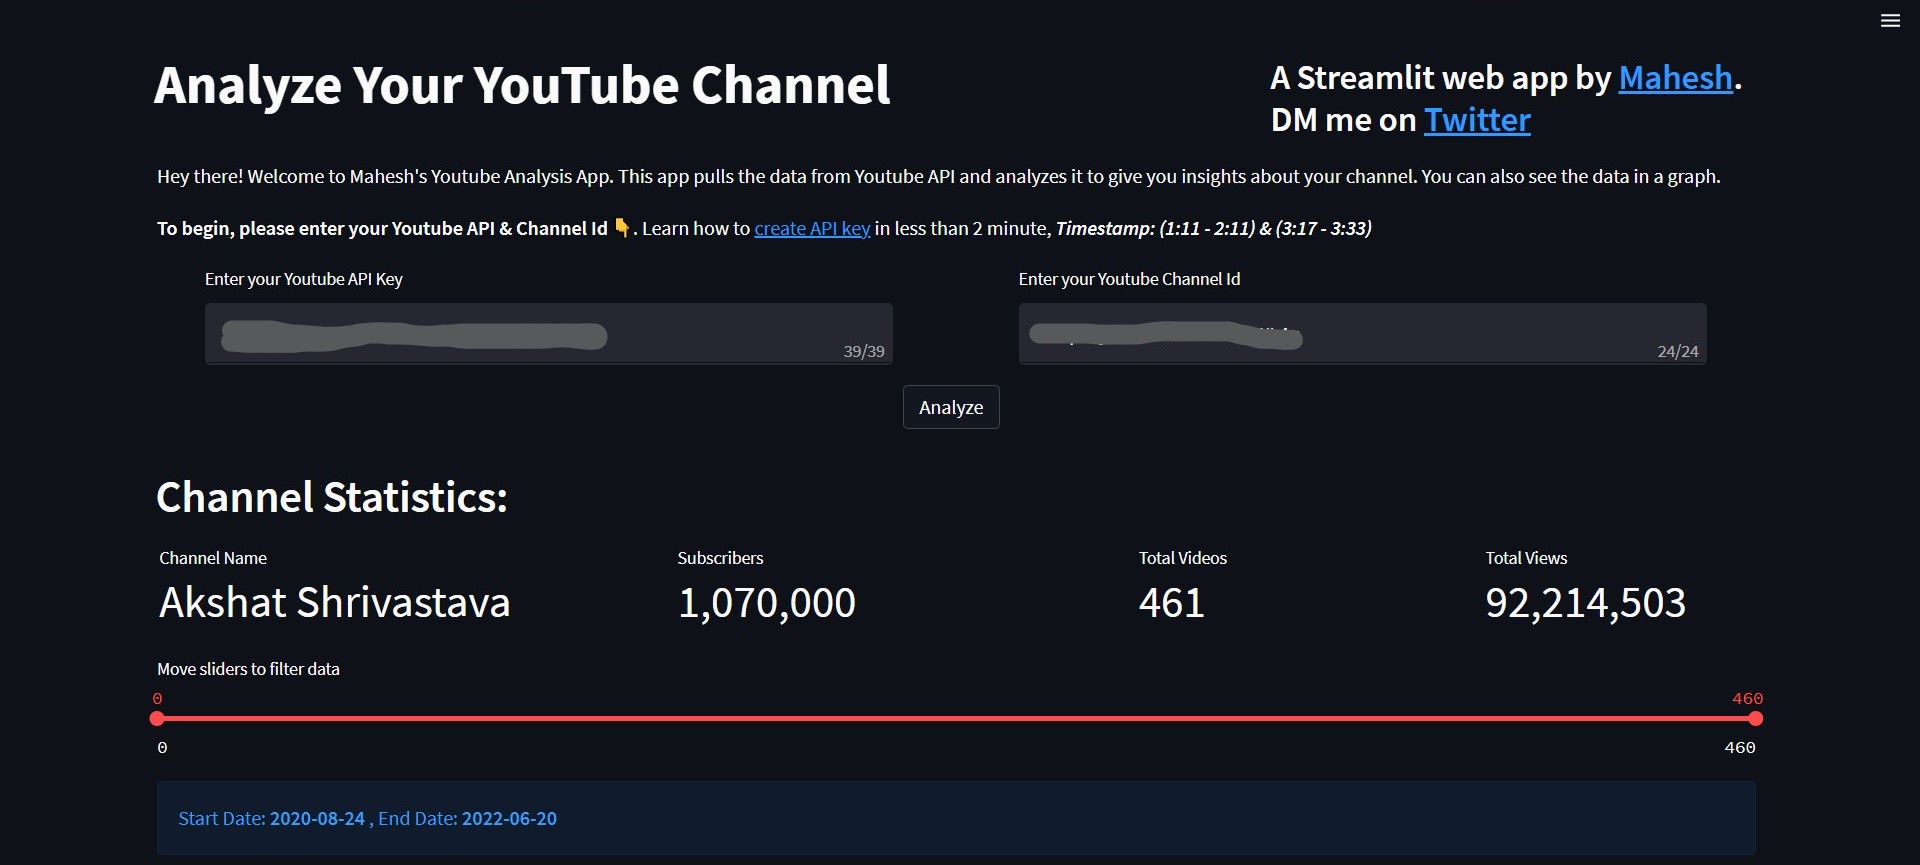 Analyze Your YouTube Channel
A Streamlit web app by Mahesh.
DM me on Twitter
Hey there! Welcome to Mahesh's Youtube Analysis App. This app pulls the data from Youtube API and analyzes it to give you insights about your channel. You can also see the data in a graph.
To begin, please enter your Youtube API & Channel Id 👇. Learn how to create API key in less than 2 minute, Timestamp: (1:11 - 2:11) & (3:17 - 3:33)
Enter your Youtube API Key
Enter your Youtube Channel Id
39/39
24/24
Analyze
Channel Statistics:
Channel Name
Subscribers
Total Videos
Total Views
Akshat Shrivastava
1,070,000
461
92,214,503
Move sliders to filter data
0
460
0
460
Start Date: 2020-08-24 , End Date: 2022-06-20